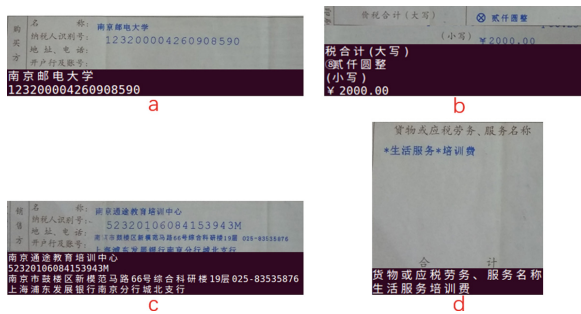 购买方
名 称: 南京邮电大学
纳税人识别号: 123200004260908590
地址、电话:
开户行及账号:
南京邮电大学
123200004260908590
a
价税合计(大写) ⊗ 贰仟圆整
(小写) ¥2000.00
税合计(大写)
⑧贰仟圆整
(小写)
¥2000.00
b
销售方
名 称: 南京通途教育培训中心
纳税人识别号: 52320106084153943M
地址、电话: 南京市鼓楼区新模范马路66号综合科研楼19层 025-83535876
开户行及账号: 上海浦东发展银行南京分行城北支行
南京通途教育培训中心
52320106084153943M
南京市鼓楼区新模范马路66号综合科研楼19层025-83535876
上海浦东发展银行南京分行城北支行
c
货物或应税劳务、服务名称
*生活服务*培训费
合 计
货物或应税劳务、服务名称
生活服务培训费
d